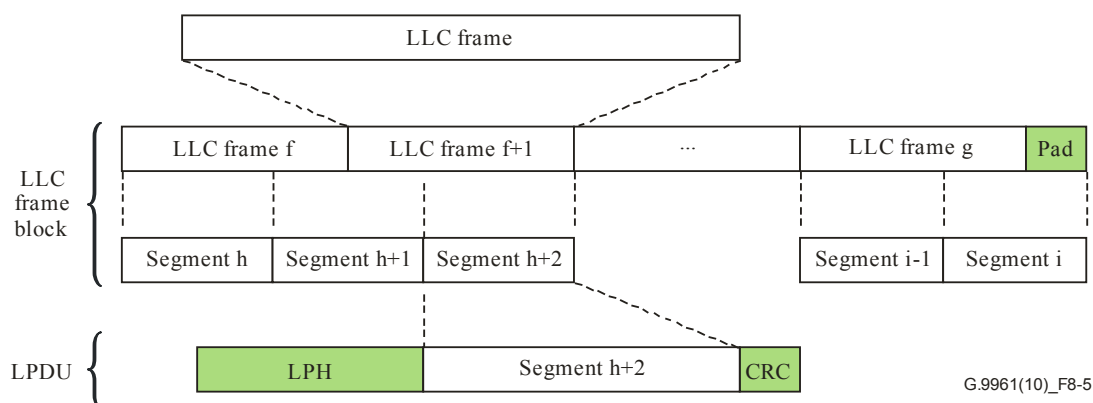 LLC frame
LLC frame f
LLC frame f+1
...
LLC frame g
Pad
LLC
frame
block
Segment h
Segment h+1
Segment h+2
Segment i-1
Segment i
LPDU
LPH
Segment h+2
CRC
G.9961(10)_F8-5